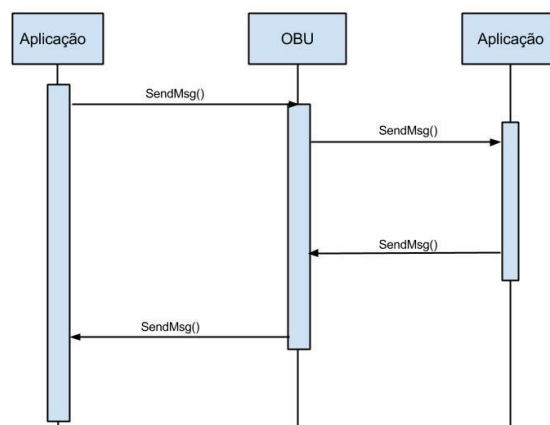 Aplicação
OBU
Aplicação
SendMsg()
SendMsg()
SendMsg()
SendMsg()